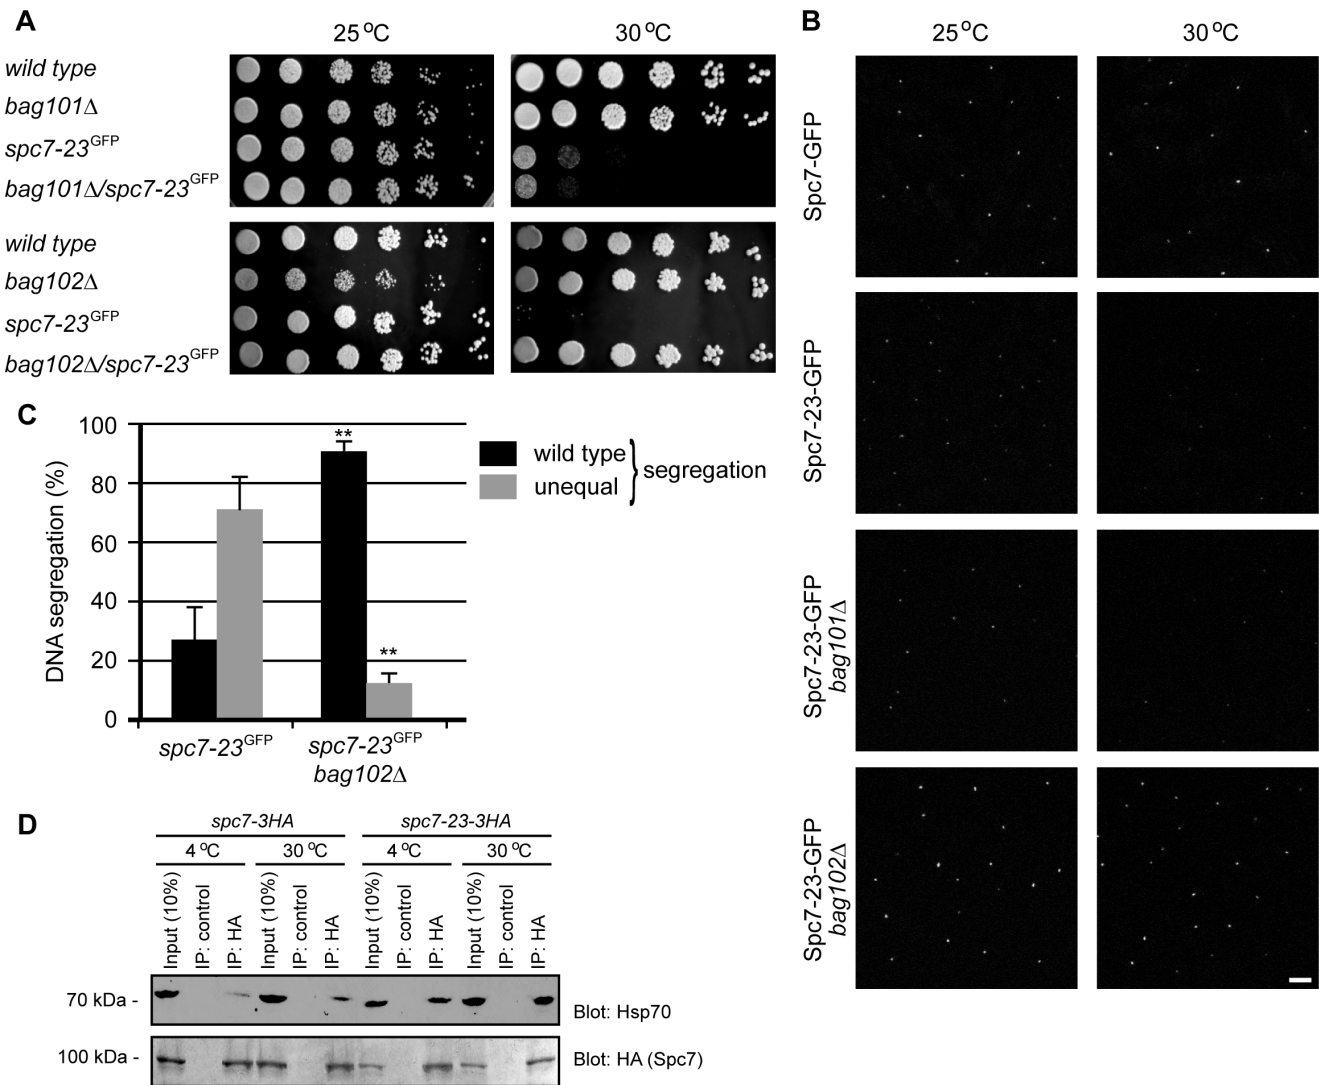 A
25 ºC
30 ºC
wild type
bag101Δ
spc7-23GFP
bag101Δ/spc7-23GFP
wild type
bag102Δ
spc7-23GFP
bag102Δ/spc7-23GFP
B
25 ºC
30 ºC
Spc7-GFP
Spc7-23-GFP
Spc7-23-GFP
bag101Δ
Spc7-23-GFP
bag102Δ
C
DNA segregation (%)
100
80
60
40
20
0
**
**
wild type
unequal
segregation
spc7-23GFP
spc7-23GFP
bag102Δ
D
spc7-3HA
spc7-23-3HA
4 ºC
30 ºC
4 ºC
30 ºC
Input (10%)
IP: control
IP: HA
Input (10%)
IP: control
IP: HA
Input (10%)
IP: control
IP: HA
Input (10%)
IP: control
IP: HA
70 kDa -
Blot: Hsp70
100 kDa -
Blot: HA (Spc7)